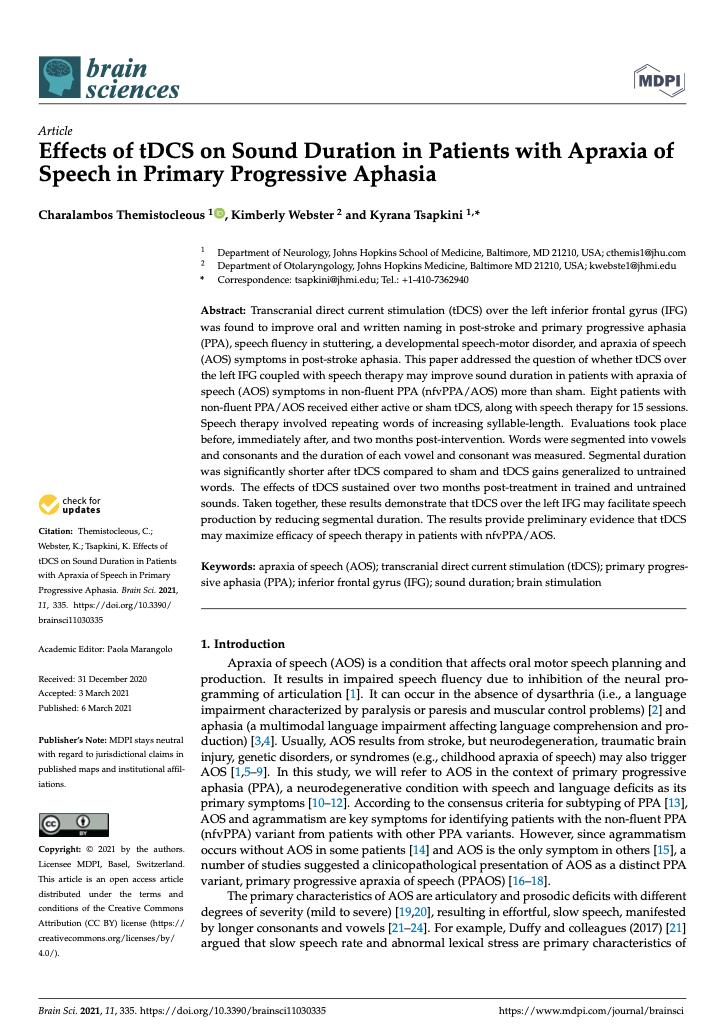 brain
sciences
MDPI
Article
Effects of tDCS on Sound Duration in Patients with Apraxia of
Speech in Primary Progressive Aphasia
Charalambos Themistocleous 1 iD, Kimberly Webster 2 and Kyrana Tsapkini 1,*
1 Department of Neurology, Johns Hopkins School of Medicine, Baltimore, MD 21210, USA; cthemis1@jhu.com
2 Department of Otolaryngology, Johns Hopkins Medicine, Baltimore MD 21210, USA; kwebste1@jhmi.edu
* Correspondence: tsapkini@jhmi.edu; Tel.: +1-410-7362940
Abstract: Transcranial direct current stimulation (tDCS) over the left inferior frontal gyrus (IFG)
was found to improve oral and written naming in post-stroke and primary progressive aphasia
(PPA), speech fluency in stuttering, a developmental speech-motor disorder, and apraxia of speech
(AOS) symptoms in post-stroke aphasia. This paper addressed the question of whether tDCS over
the left IFG coupled with speech therapy may improve sound duration in patients with apraxia of
speech (AOS) symptoms in non-fluent PPA (nfvPPA/AOS) more than sham. Eight patients with
non-fluent PPA/AOS received either active or sham tDCS, along with speech therapy for 15 sessions.
Speech therapy involved repeating words of increasing syllable-length. Evaluations took place
before, immediately after, and two months post-intervention. Words were segmented into vowels
and consonants and the duration of each vowel and consonant was measured. Segmental duration
was significantly shorter after tDCS compared to sham and tDCS gains generalized to untrained
words. The effects of tDCS sustained over two months post-treatment in trained and untrained
sounds. Taken together, these results demonstrate that tDCS over the left IFG may facilitate speech
production by reducing segmental duration. The results provide preliminary evidence that tDCS
may maximize efficacy of speech therapy in patients with nfvPPA/AOS.
Keywords: apraxia of speech (AOS); transcranial direct current stimulation (tDCS); primary progres-
sive aphasia (PPA); inferior frontal gyrus (IFG); sound duration; brain stimulation
check for
updates
Citation: Themistocleous, C.;
Webster, K.; Tsapkini, K. Effects of
tDCS on Sound Duration in Patients
with Apraxia of Speech in Primary
Progressive Aphasia. Brain Sci. 2021,
11, 335. https://doi.org/10.3390/
brainsci11030335
Academic Editor: Paola Marangolo
Received: 31 December 2020
Accepted: 3 March 2021
Published: 6 March 2021
Publisher's Note: MDPI stays neutral
with regard to jurisdictional claims in
published maps and institutional affil-
iations.
cc BY
Copyright: © 2021 by the authors.
Licensee MDPI, Basel, Switzerland.
This article is an open access article
distributed under the terms and
conditions of the Creative Commons
Attribution (CC BY) license (https://
creativecommons.org/licenses/by/
4.0/).
1. Introduction
Apraxia of speech (AOS) is a condition that affects oral motor speech planning and
production. It results in impaired speech fluency due to inhibition of the neural pro-
gramming of articulation [1]. It can occur in the absence of dysarthria (i.e., a language
impairment characterized by paralysis or paresis and muscular control problems) [2] and
aphasia (a multimodal language impairment affecting language comprehension and pro-
duction) [3,4]. Usually, AOS results from stroke, but neurodegeneration, traumatic brain
injury, genetic disorders, or syndromes (e.g., childhood apraxia of speech) may also trigger
AOS [1,5–9]. In this study, we will refer to AOS in the context of primary progressive
aphasia (PPA), a neurodegenerative condition with speech and language deficits as its
primary symptoms [10–12]. According to the consensus criteria for subtyping of PPA [13],
AOS and agrammatism are key symptoms for identifying patients with the non-fluent PPA
(nfvPPA) variant from patients with other PPA variants. However, since agrammatism
occurs without AOS in some patients [14] and AOS is the only symptom in others [15], a
number of studies suggested a clinicopathological presentation of AOS as a distinct PPA
variant, primary progressive apraxia of speech (PPAOS) [16–18].
The primary characteristics of AOS are articulatory and prosodic deficits with different
degrees of severity (mild to severe) [19,20], resulting in effortful, slow speech, manifested
by longer consonants and vowels [21–24]. For example, Duffy and colleagues (2017) [21]
argued that slow speech rate and abnormal lexical stress are primary characteristics of
Brain Sci. 2021, 11, 335. https://doi.org/10.3390/brainsci11030335
https://www.mdpi.com/journal/brainsci